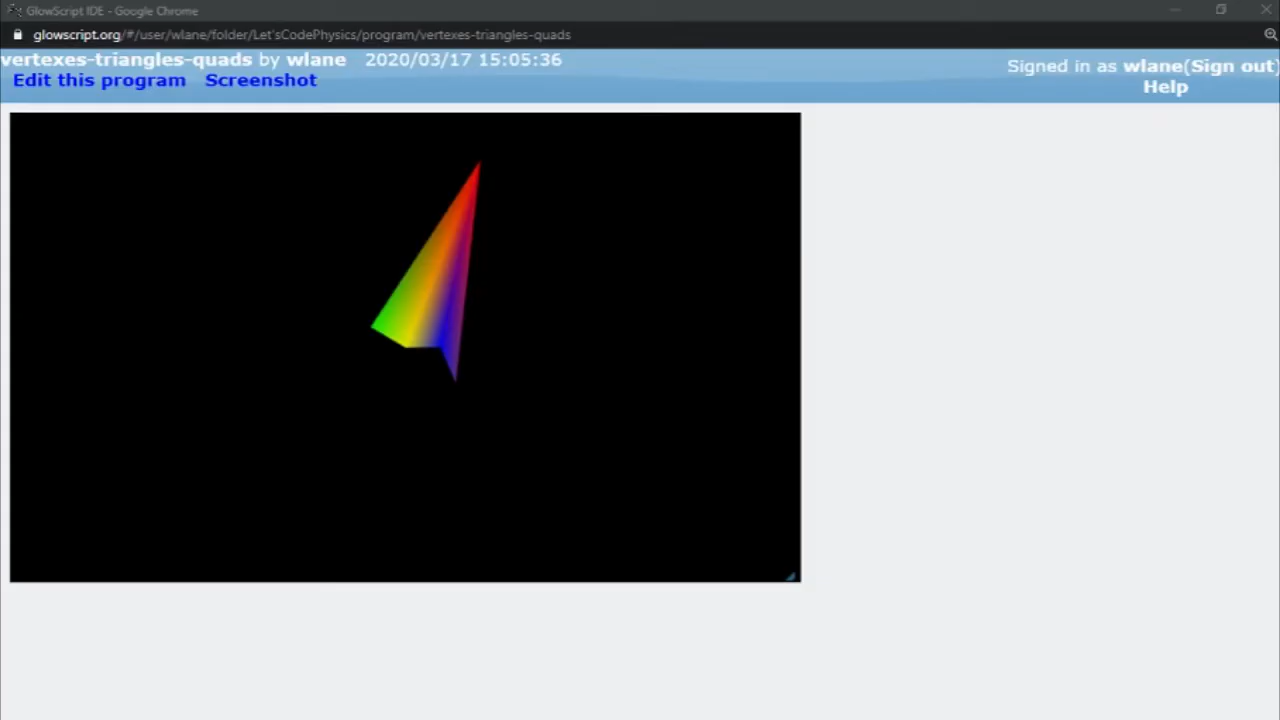 GlowScript IDE - Google Chrome
glowscript.org/#/user/wlane/folder/Let'sCodePhysics/program/vertexes-triangles-quads
vertexes-triangles-quads by wlane 2020/03/17 15:05:36
Signed in as wlane(Sign out)
Edit this program Screenshot
Help